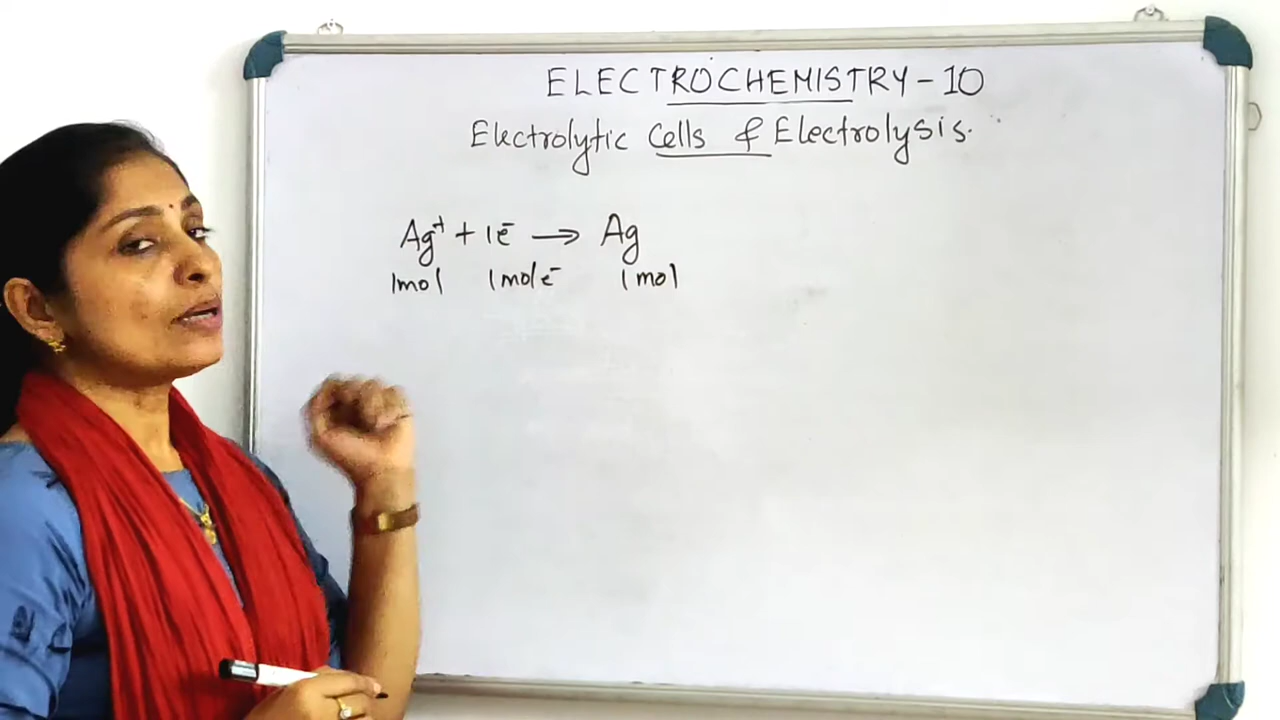 ELECTROCHEMISTRY-10
Electrolytic Cells & Electrolysis.
Ag⁺ + 1e⁻ → Ag
1mol 1mole⁻ 1mol